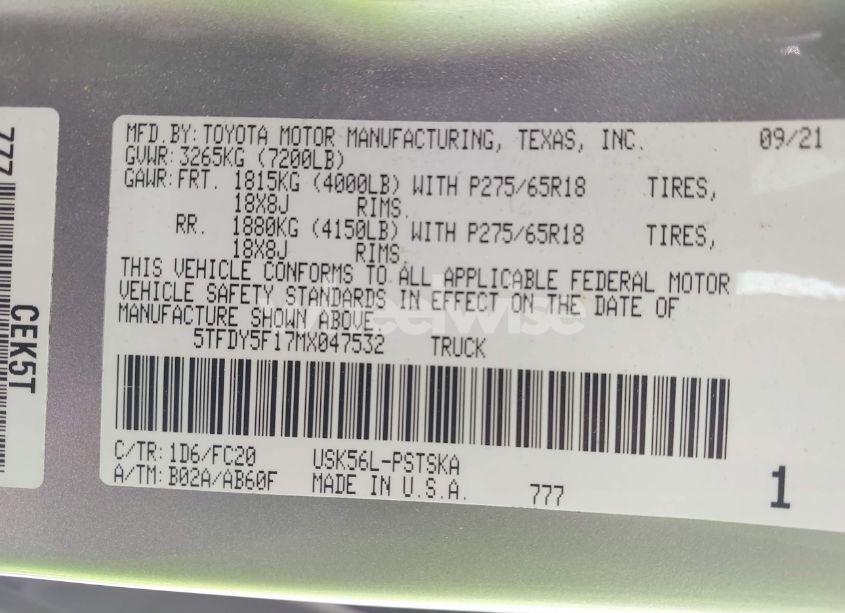 MFD. BY: TOYOTA MOTOR MANUFACTURING, TEXAS, INC. 09/21
GVWR: 3265KG (7200LB)
GAWR: FRT. 1815KG (4000LB) WITH P275/65R18 TIRES,
18X8J RIMS.
RR. 1880KG (4150LB) WITH P275/65R18 TIRES,
18X8J RIMS.
THIS VEHICLE CONFORMS TO ALL APPLICABLE FEDERAL MOTOR
VEHICLE SAFETY STANDARDS IN EFFECT ON THE DATE OF
MANUFACTURE SHOWN ABOVE.
5TFDY5F17MX047532 TRUCK
C/TR: 1D6/FC20 USK56L-PSTSKA
A/TM: B02A/AB60F MADE IN U.S.A. 777 1
777
CEK5T